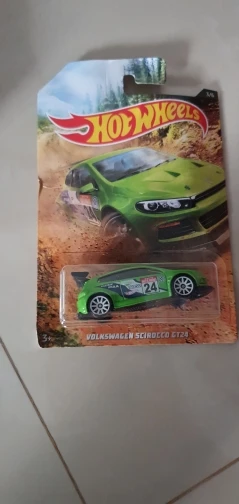 HOT WHEELS
24
VOLKSWAGEN SCIROCCO GT24